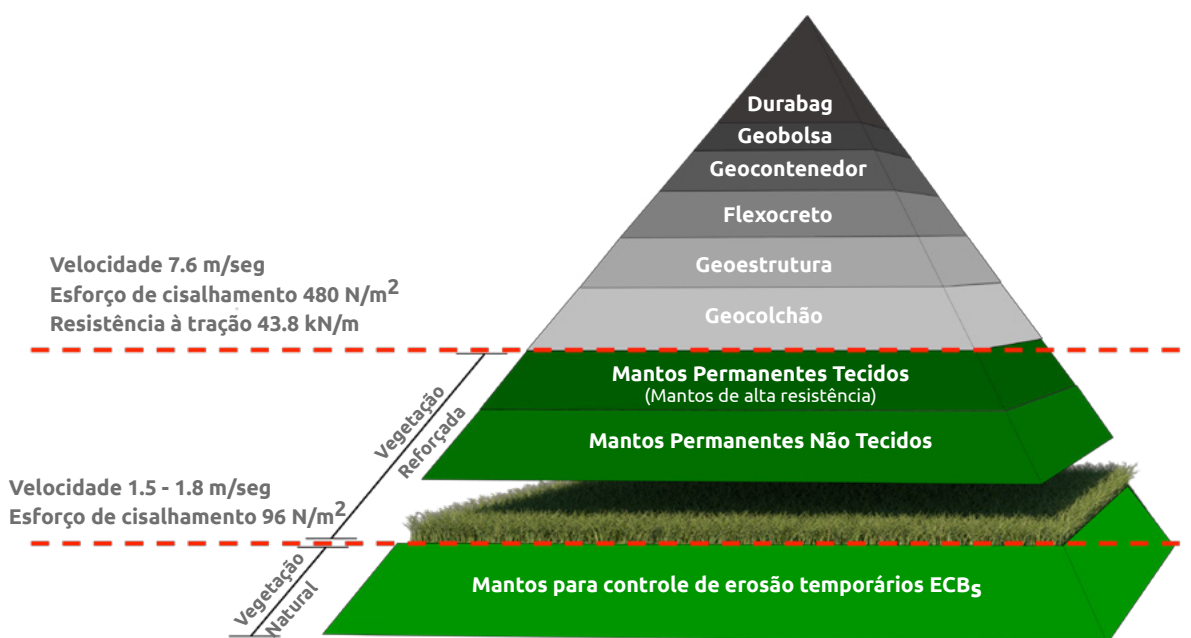 Durabag
Geobolsa
Geocontenedor
Flexocreto
Geoestrutura
Geocolchão
Velocidade 7.6 m/seg
Esforço de cisalhamento 480 N/m²
Resistência à tração 43.8 kN/m
Mantos Permanentes Tecidos
(Mantos de alta resistência)
Mantos Permanentes Não Tecidos
Vegetação
Reforçada
Velocidade 1.5 - 1.8 m/seg
Esforço de cisalhamento 96 N/m²
Mantos para controle de erosão temporários ECBs
Vegetação
Natural